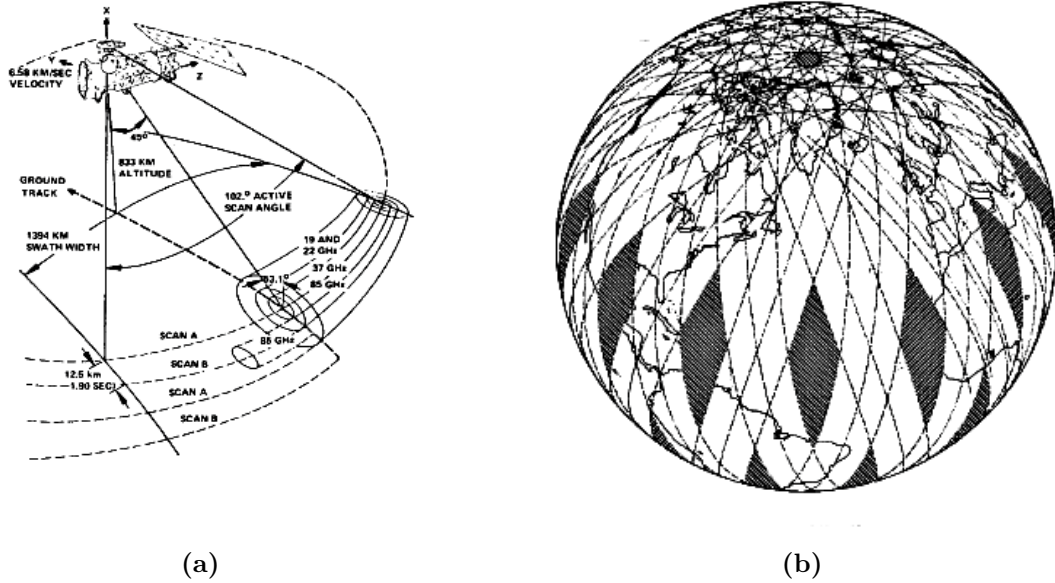 X
Y
Z
6.58 KM/SEC
VELOCITY
45°
833 KM
ALTITUDE
GROUND
TRACK
102.° ACTIVE
SCAN ANGLE
1394 KM
SWATH WIDTH
19 AND
22 GHz
37 GHz
85 GHz
53.1°
85 GHz
SCAN A
SCAN B
SCAN A
SCAN B
12.5 km
1.90 SEC)
(a)
(b)